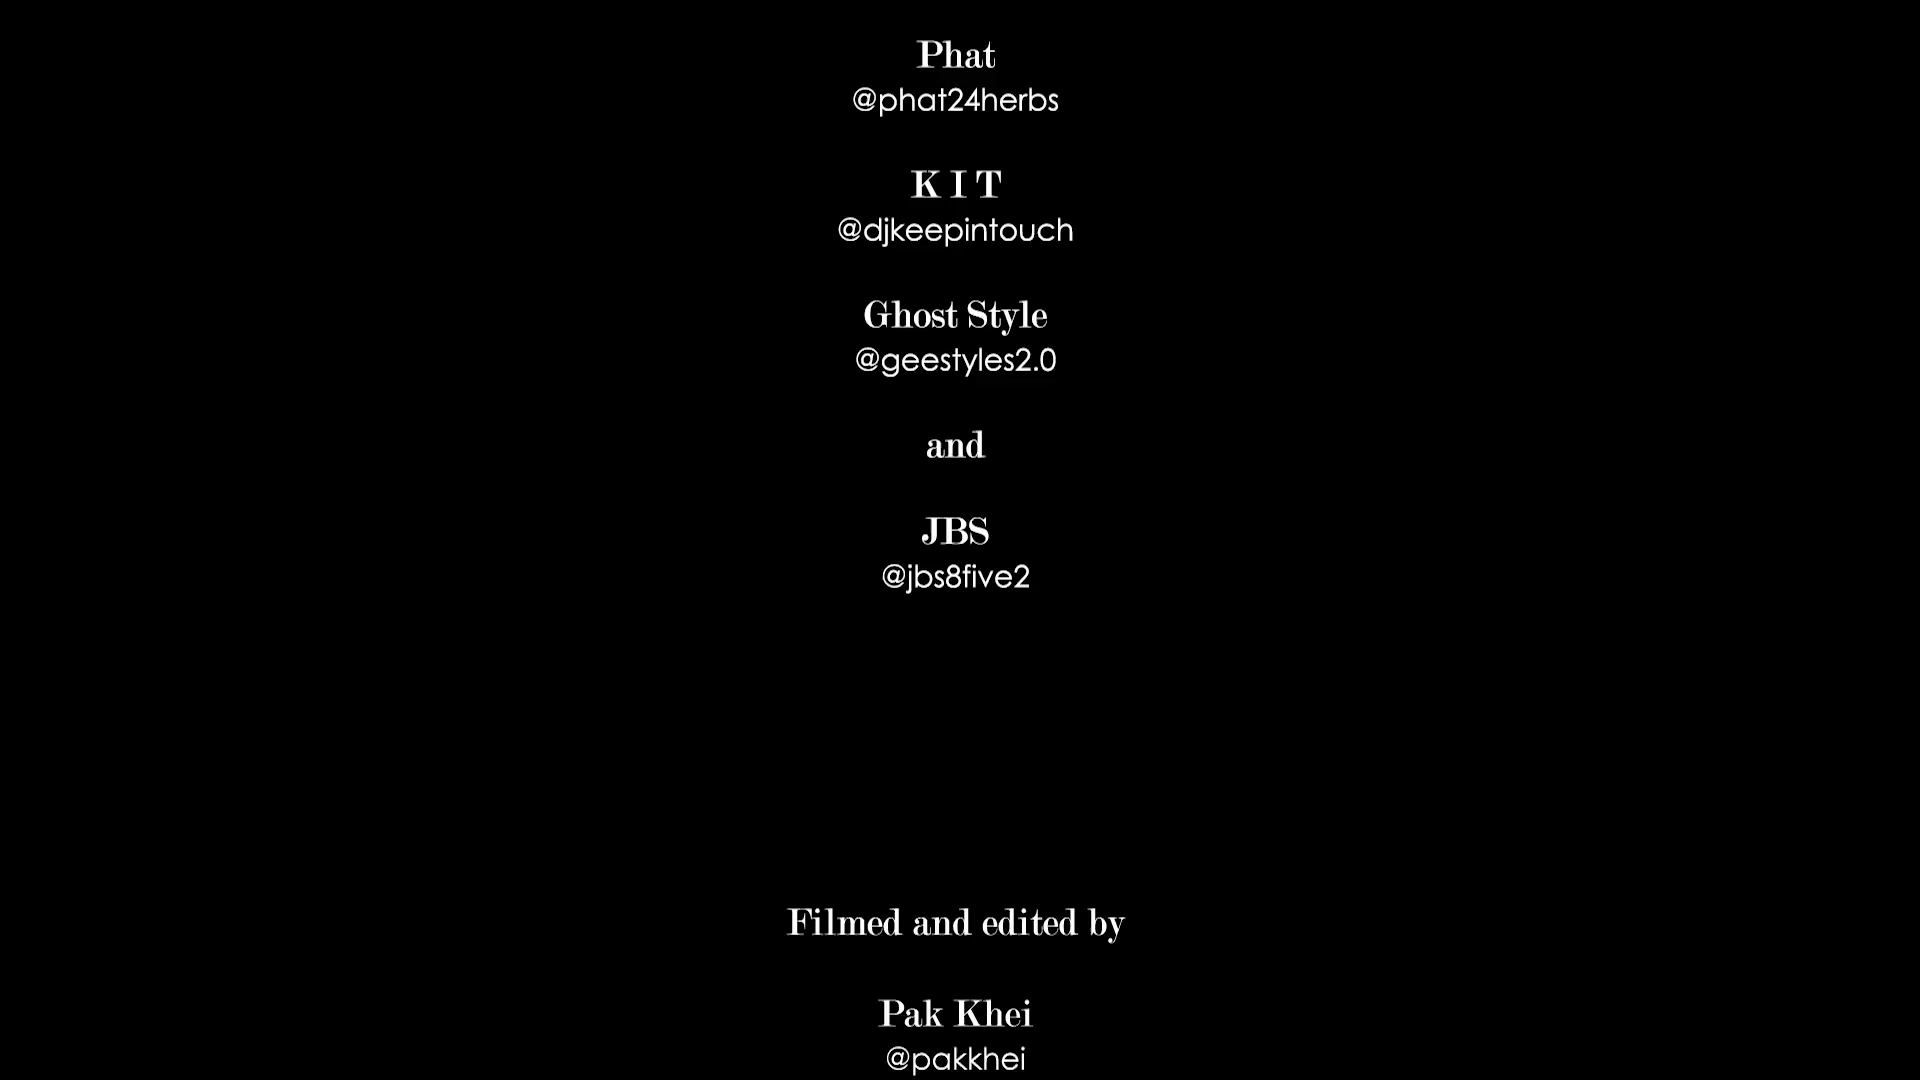 Phat
@phat24herbs
K I T
@djkeepintouch
Ghost Style
@geestyles2.0
and
JBS
@jbs8five2
Filmed and edited by
Pak Khei
@pakkhei